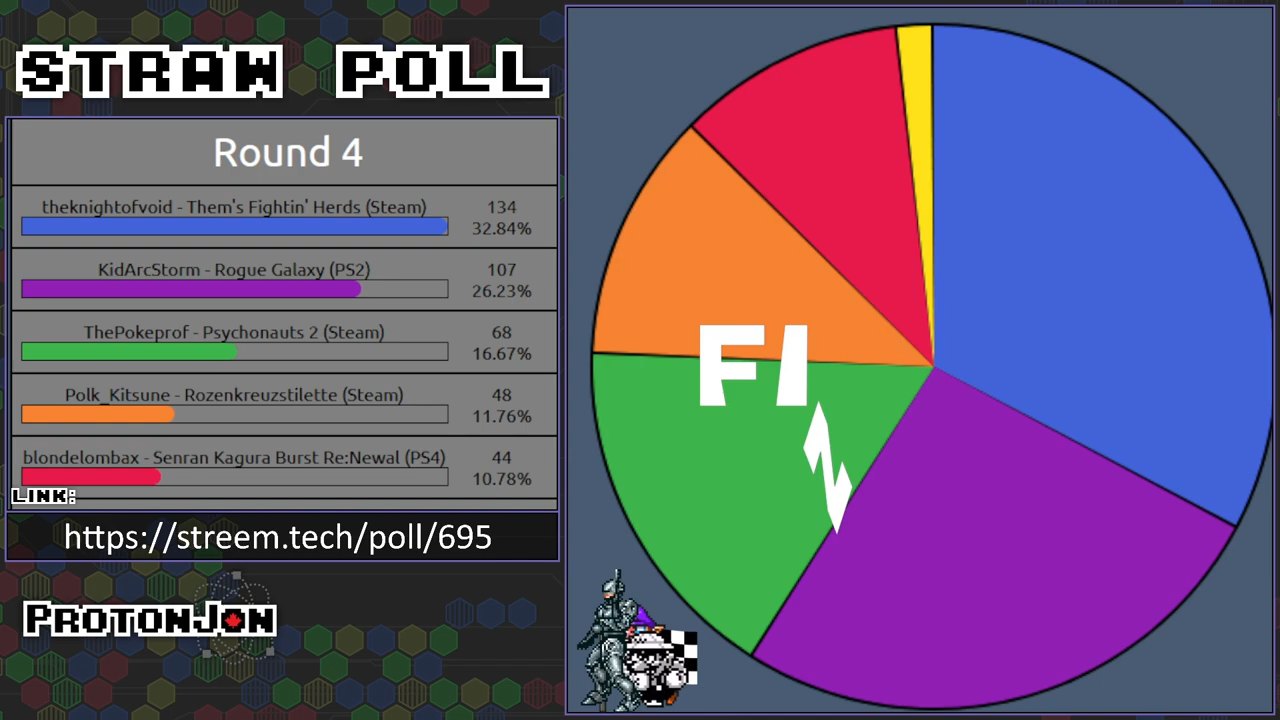 STRAW POLL
Round 4
theknightofvoid - Them's Fightin' Herds (Steam)
134
32.84%
KidArcStorm - Rogue Galaxy (PS2)
107
26.23%
ThePokeprof - Psychonauts 2 (Steam)
68
16.67%
Polk_Kitsune - Rozenkreuzstilette (Steam)
48
11.76%
blondelombax - Senran Kagura Burst Re:Newal (PS4)
44
10.78%
LINK:
https://streem.tech/poll/695
PROTONJON
FI